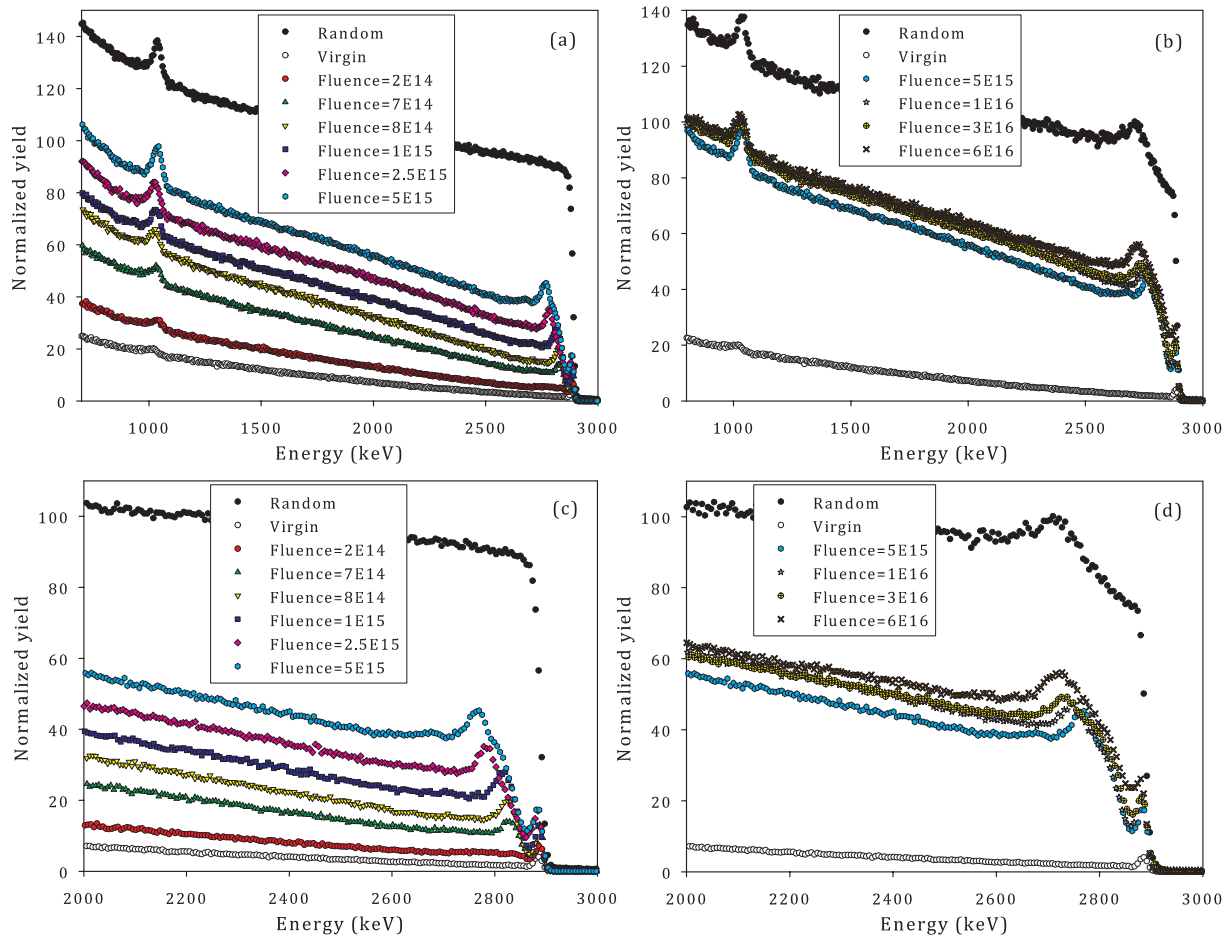 (a)
Random
Virgin
Fluence=2E14
Fluence=7E14
Fluence=8E14
Fluence=1E15
Fluence=2.5E15
Fluence=5E15
Normalized yield
140
120
100
80
60
40
20
0
1000
1500
2000
2500
3000
Energy (keV)
(b)
Random
Virgin
Fluence=5E15
Fluence=1E16
Fluence=3E16
Fluence=6E16
Normalized yield
140
120
100
80
60
40
20
0
1000
1500
2000
2500
3000
Energy (keV)
(c)
Random
Virgin
Fluence=2E14
Fluence=7E14
Fluence=8E14
Fluence=1E15
Fluence=2.5E15
Fluence=5E15
Normalized yield
100
80
60
40
20
0
2000
2200
2400
2600
2800
3000
Energy (keV)
(d)
Random
Virgin
Fluence=5E15
Fluence=1E16
Fluence=3E16
Fluence=6E16
Normalized yield
100
80
60
40
20
0
2000
2200
2400
2600
2800
3000
Energy (keV)